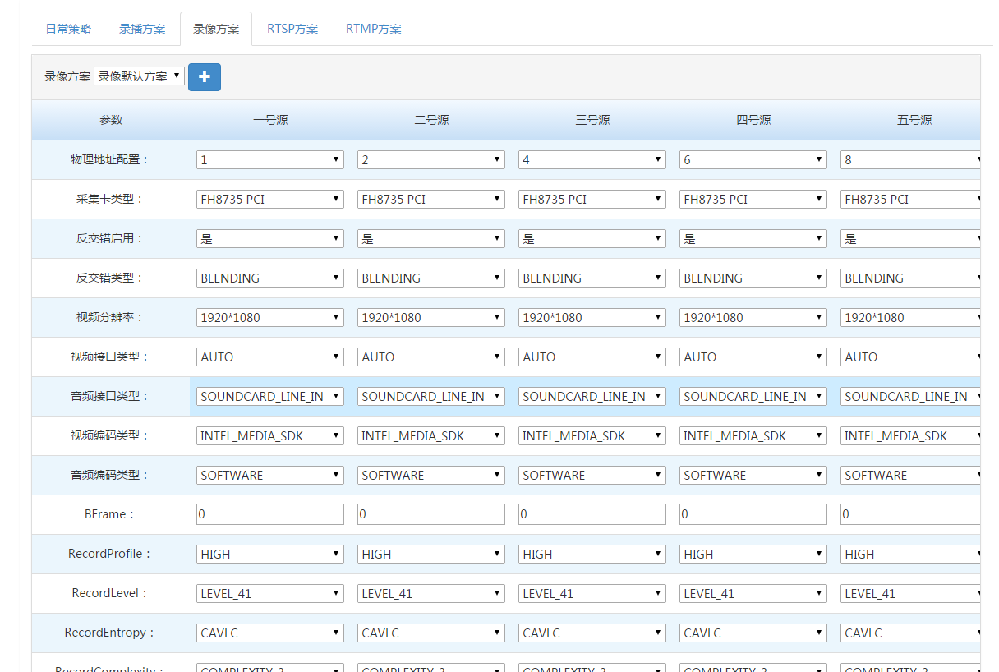 日常策略 录播方案 录像方案 RTSP方案 RTMP方案
录像方案 录像默认方案
参数 一号源 二号源 三号源 四号源 五号源
物理地址配置： 1 2 4 6 8
采集卡类型： FH8735 PCI FH8735 PCI FH8735 PCI FH8735 PCI FH8735 PCI
反交错启用： 是 是 是 是 是
反交错类型： BLENDING BLENDING BLENDING BLENDING BLENDING
视频分辨率： 1920*1080 1920*1080 1920*1080 1920*1080 1920*1080
视频接口类型： AUTO AUTO AUTO AUTO AUTO
音频接口类型： SOUNDCARD_LINE_IN SOUNDCARD_LINE_IN SOUNDCARD_LINE_IN SOUNDCARD_LINE_IN SOUNDCARD_LINE_IN
视频编码类型： INTEL_MEDIA_SDK INTEL_MEDIA_SDK INTEL_MEDIA_SDK INTEL_MEDIA_SDK INTEL_MEDIA_SDK
音频编码类型： SOFTWARE SOFTWARE SOFTWARE SOFTWARE SOFTWARE
BFrame： 0 0 0 0 0
RecordProfile： HIGH HIGH HIGH HIGH HIGH
RecordLevel： LEVEL_41 LEVEL_41 LEVEL_41 LEVEL_41 LEVEL_41
RecordEntropy： CAVLC CAVLC CAVLC CAVLC CAVLC
RecordComplexity：